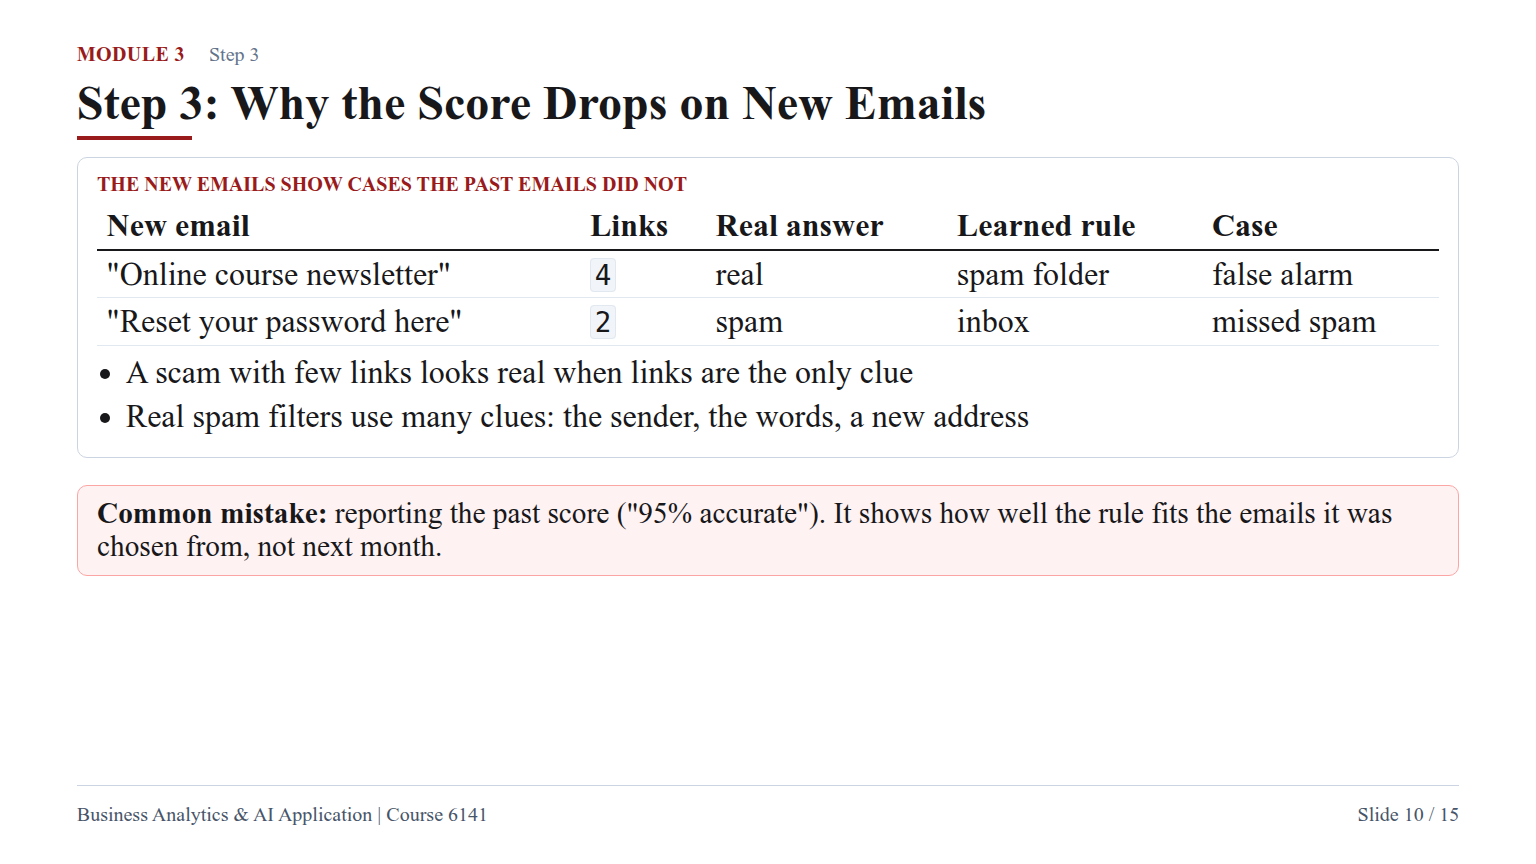 MODULE 3 Step 3
Step 3: Why the Score Drops on New Emails
THE NEW EMAILS SHOW CASES THE PAST EMAILS DID NOT
New email Links Real answer Learned rule Case
"Online course newsletter" 4 real spam folder false alarm
"Reset your password here" 2 spam inbox missed spam
• A scam with few links looks real when links are the only clue
• Real spam filters use many clues: the sender, the words, a new address
Common mistake: reporting the past score ("95% accurate"). It shows how well the rule fits the emails it was
chosen from, not next month.
Business Analytics & AI Application | Course 6141 Slide 10 / 15